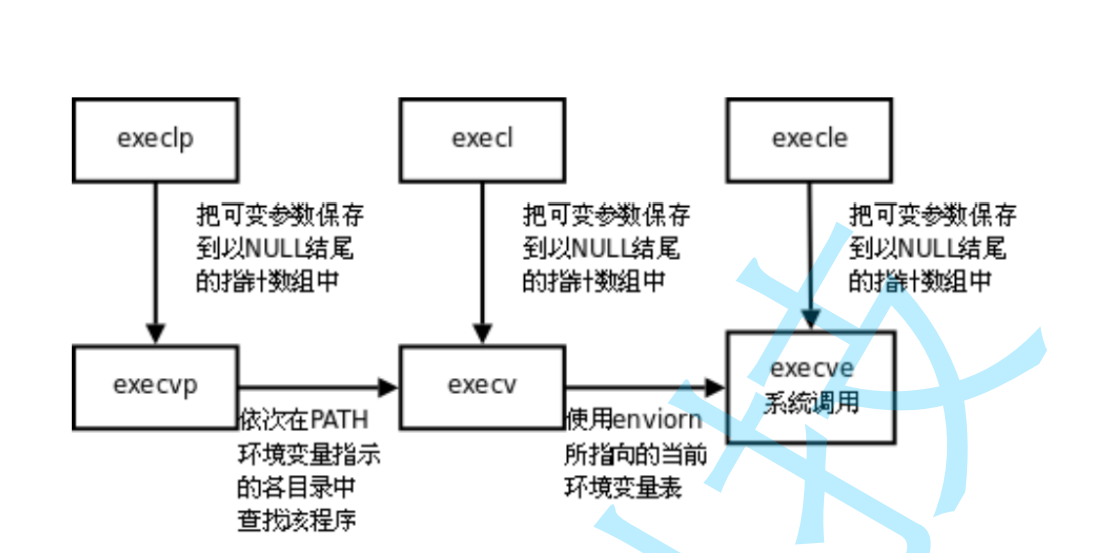 execlp
execl
execle
把可变参数保存
到以NULL结尾
的指针数组中
把可变参数保存
到以NULL结尾
的指针数组中
把可变参数保存
到以NULL结尾
的指针数组中
execvp
execv
execve
系统调用
依次在PATH
环境变量指示
的各目录中
查找该程序
使用enviorn
所指向的当前
环境变量表
技